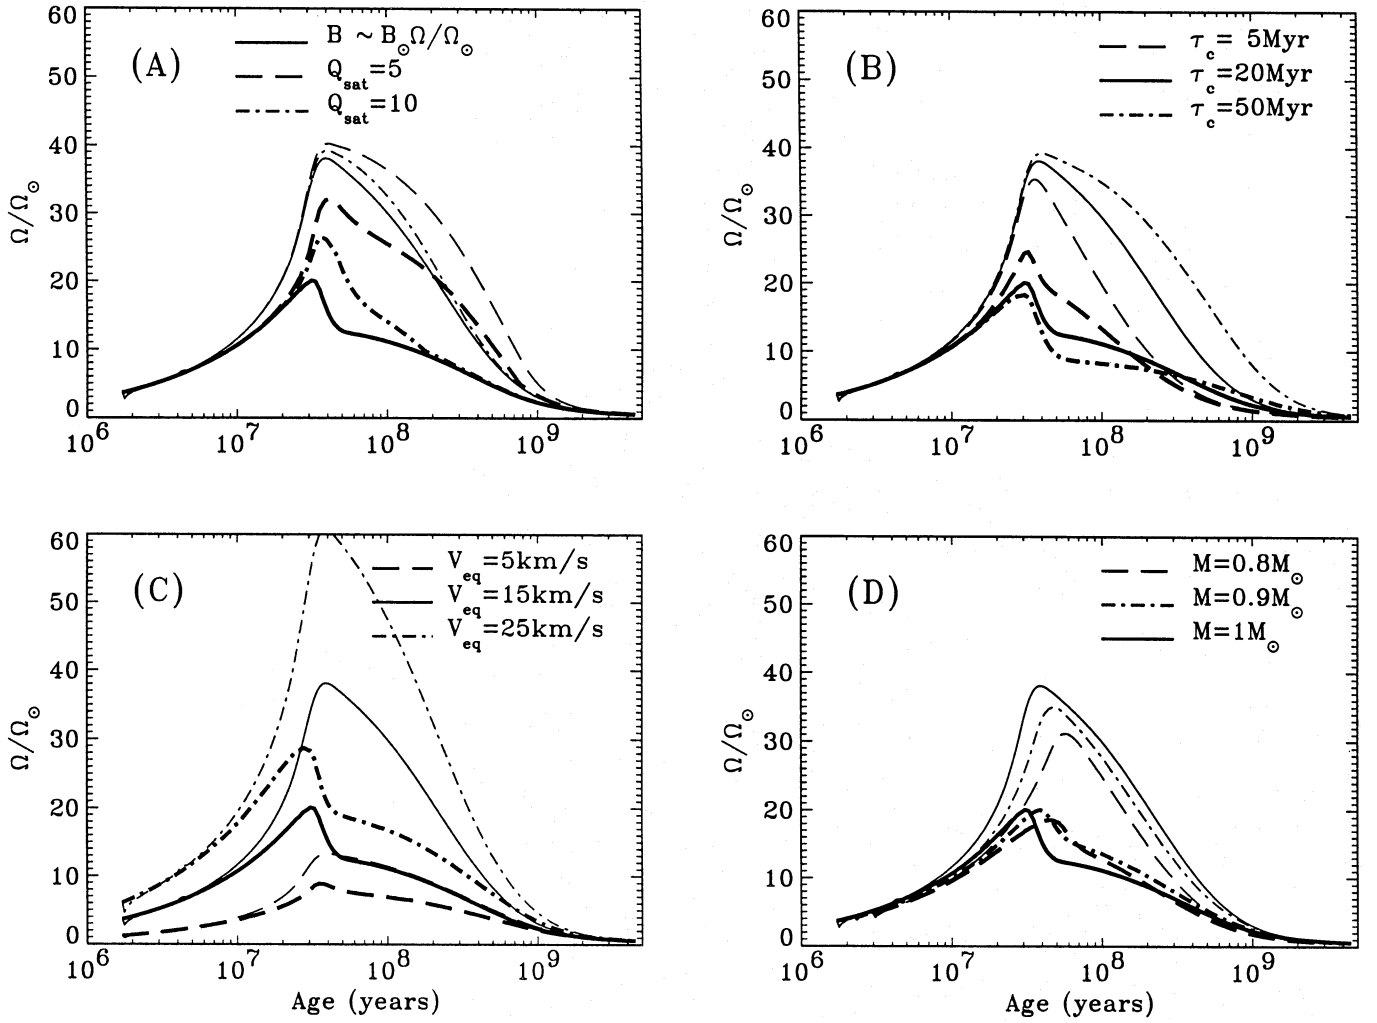 (A)
B ~ B⊙Ω/Ω⊙
Q_sat=5
Q_sat=10
Ω/Ω⊙
60
50
40
30
20
10
0
10^6
10^7
10^8
10^9
(B)
τ_c = 5Myr
τ_c=20Myr
τ_c=50Myr
Ω/Ω⊙
60
50
40
30
20
10
0
10^6
10^7
10^8
10^9
(C)
V_eq=5km/s
V_eq=15km/s
V_eq=25km/s
Ω/Ω⊙
60
50
40
30
20
10
0
10^6
10^7
10^8
10^9
Age (years)
(D)
M=0.8M⊙
M=0.9M⊙
M=1M⊙
Ω/Ω⊙
60
50
40
30
20
10
0
10^6
10^7
10^8
10^9
Age (years)